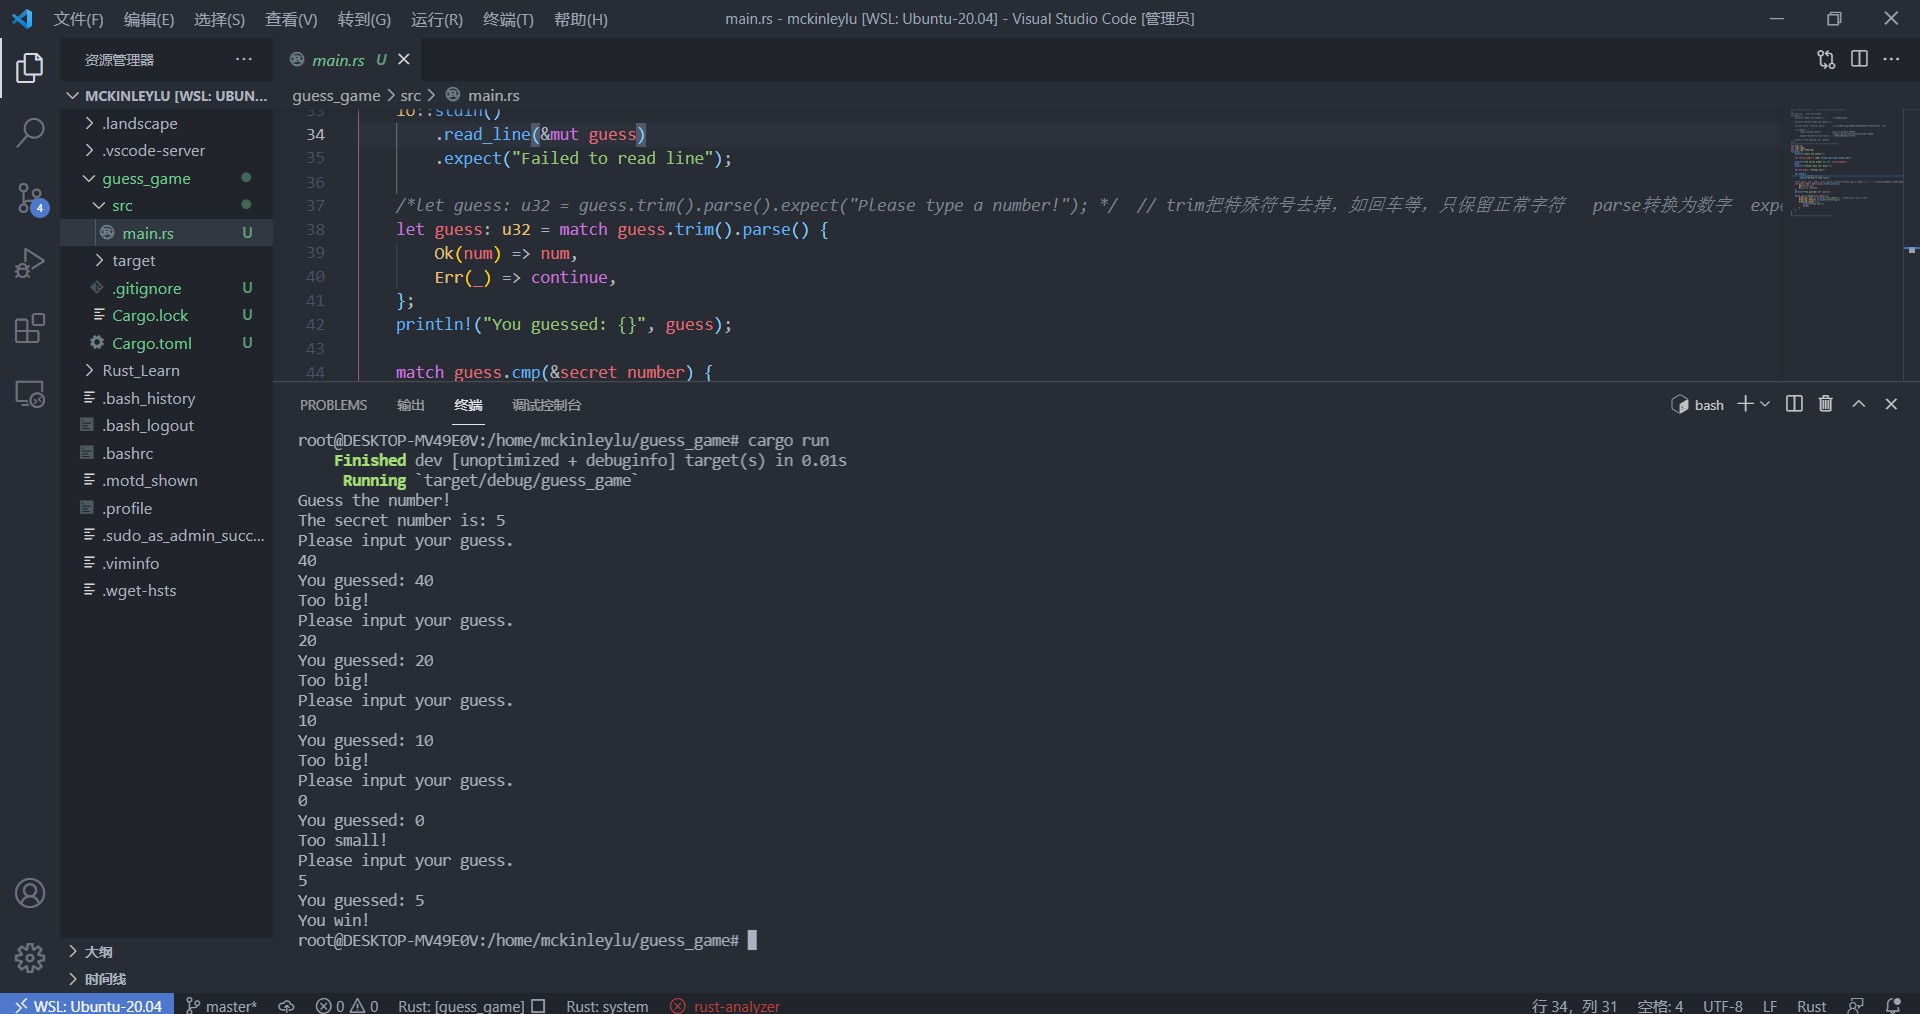 文件(F) 编辑(E) 选择(S) 查看(V) 转到(G) 运行(R) 终端(T) 帮助(H)
main.rs - mckinleylu [WSL: Ubuntu-20.04] - Visual Studio Code [管理员]
资源管理器
MCKINLEYLU [WSL: UBUN...
.landscape
.vscode-server
guess_game
src
main.rs U
target
.gitignore U
Cargo.lock U
Cargo.toml U
Rust_Learn
.bash_history
.bash_logout
.bashrc
.motd_shown
.profile
.sudo_as_admin_succ...
.viminfo
.wget-hsts
大纲
时间线
4
main.rs U
guess_game > src > main.rs
33 io::stdin()
34 .read_line(&mut guess)
35 .expect("Failed to read line");
36
37 /*let guess: u32 = guess.trim().parse().expect("Please type a number!"); */ // trim把特殊符号去掉，如回车等，只保留正常字符 parse转换为数字 expe
38 let guess: u32 = match guess.trim().parse() {
39 Ok(num) => num,
40 Err(_) => continue,
41 };
42 println!("You guessed: {}", guess);
43
44 match guess.cmp(&secret_number) {
PROBLEMS 输出 终端 调试控制台
bash
root@DESKTOP-MV49E0V:/home/mckinleylu/guess_game# cargo run
Finished dev [unoptimized + debuginfo] target(s) in 0.01s
Running `target/debug/guess_game`
Guess the number!
The secret number is: 5
Please input your guess.
40
You guessed: 40
Too big!
Please input your guess.
20
You guessed: 20
Too big!
Please input your guess.
10
You guessed: 10
Too big!
Please input your guess.
0
You guessed: 0
Too small!
Please input your guess.
5
You guessed: 5
You win!
root@DESKTOP-MV49E0V:/home/mckinleylu/guess_game#
WSL: Ubuntu-20.04 master* 0 0 Rust: [guess_game] Rust: system rust-analyzer 行 34，列 31 空格: 4 UTF-8 LF Rust